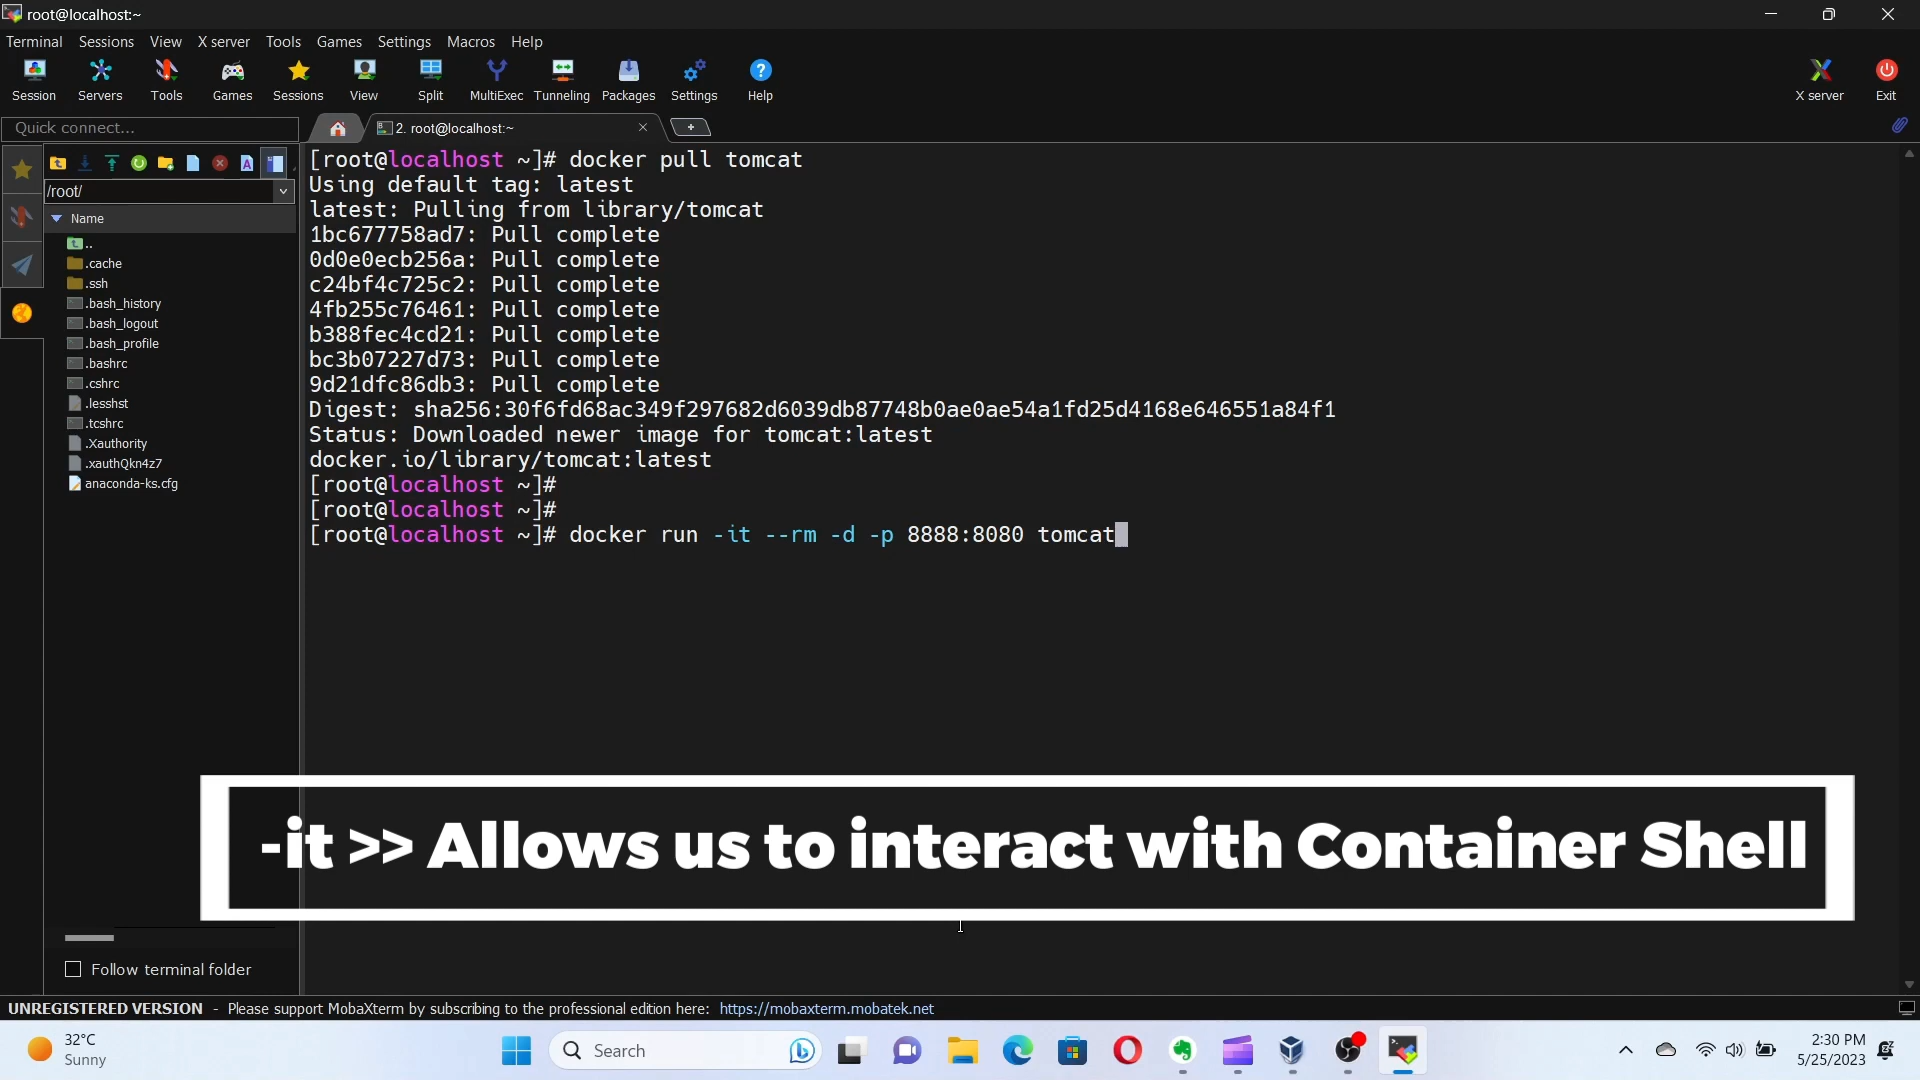 root@localhost:~
Terminal Sessions View X server Tools Games Settings Macros Help
Session Servers Tools Games Sessions View Split MultiExec Tunneling Packages Settings Help X server Exit
Quick connect...
2. root@localhost:~
/root/
Name
..
.cache
.ssh
.bash_history
.bash_logout
.bash_profile
.bashrc
.cshrc
.lesshst
.tcshrc
.Xauthority
.xauthQkn4z7
anaconda-ks.cfg
Follow terminal folder
[root@localhost ~]# docker pull tomcat
Using default tag: latest
latest: Pulling from library/tomcat
1bc677758ad7: Pull complete
0d0e0ecb256a: Pull complete
c24bf4c725c2: Pull complete
4fb255c76461: Pull complete
b388fec4cd21: Pull complete
bc3b07227d73: Pull complete
9d21dfc86db3: Pull complete
Digest: sha256:30f6fd68ac349f297682d6039db87748b0ae0ae54a1fd25d4168e646551a84f1
Status: Downloaded newer image for tomcat:latest
docker.io/library/tomcat:latest
[root@localhost ~]#
[root@localhost ~]#
[root@localhost ~]# docker run -it --rm -d -p 8888:8080 tomcat
-it >> Allows us to interact with Container Shell
UNREGISTERED VERSION - Please support MobaXterm by subscribing to the professional edition here: https://mobaxterm.mobatek.net
32°C
Sunny
Search
2:30 PM
5/25/2023